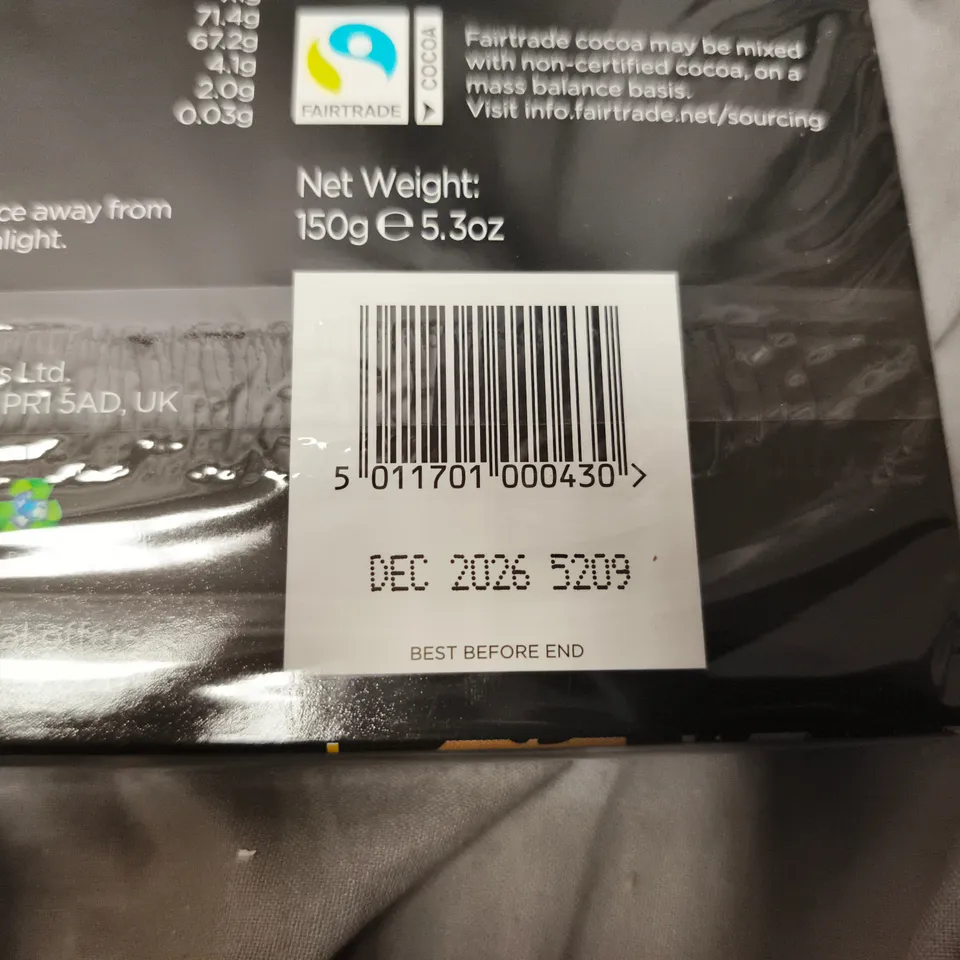 71.4g
67.2g
4.1g
2.0g
0.03g
FAIRTRADE
COCOA
Fairtrade cocoa may be mixed
with non-certified cocoa, on a
mass balance basis.
Visit info.fairtrade.net/sourcing
Net Weight:
150g ℮ 5.3oz
away from
s Ltd.
PR1 5AD, UK
offers
5 011701 000430 >
DEC 2026 5209
BEST BEFORE END